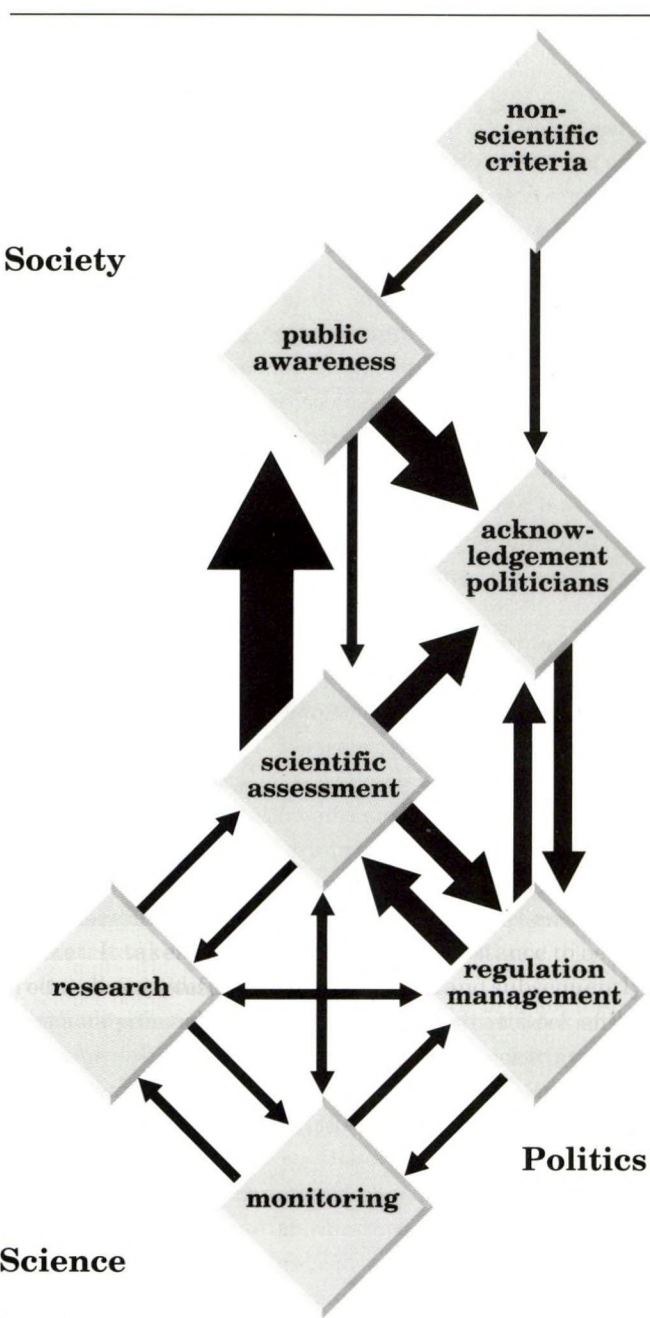 non-
scientific
criteria
Society
public
awareness
acknow-
ledgement
politicians
scientific
assessment
research
regulation
management
Politics
monitoring
Science